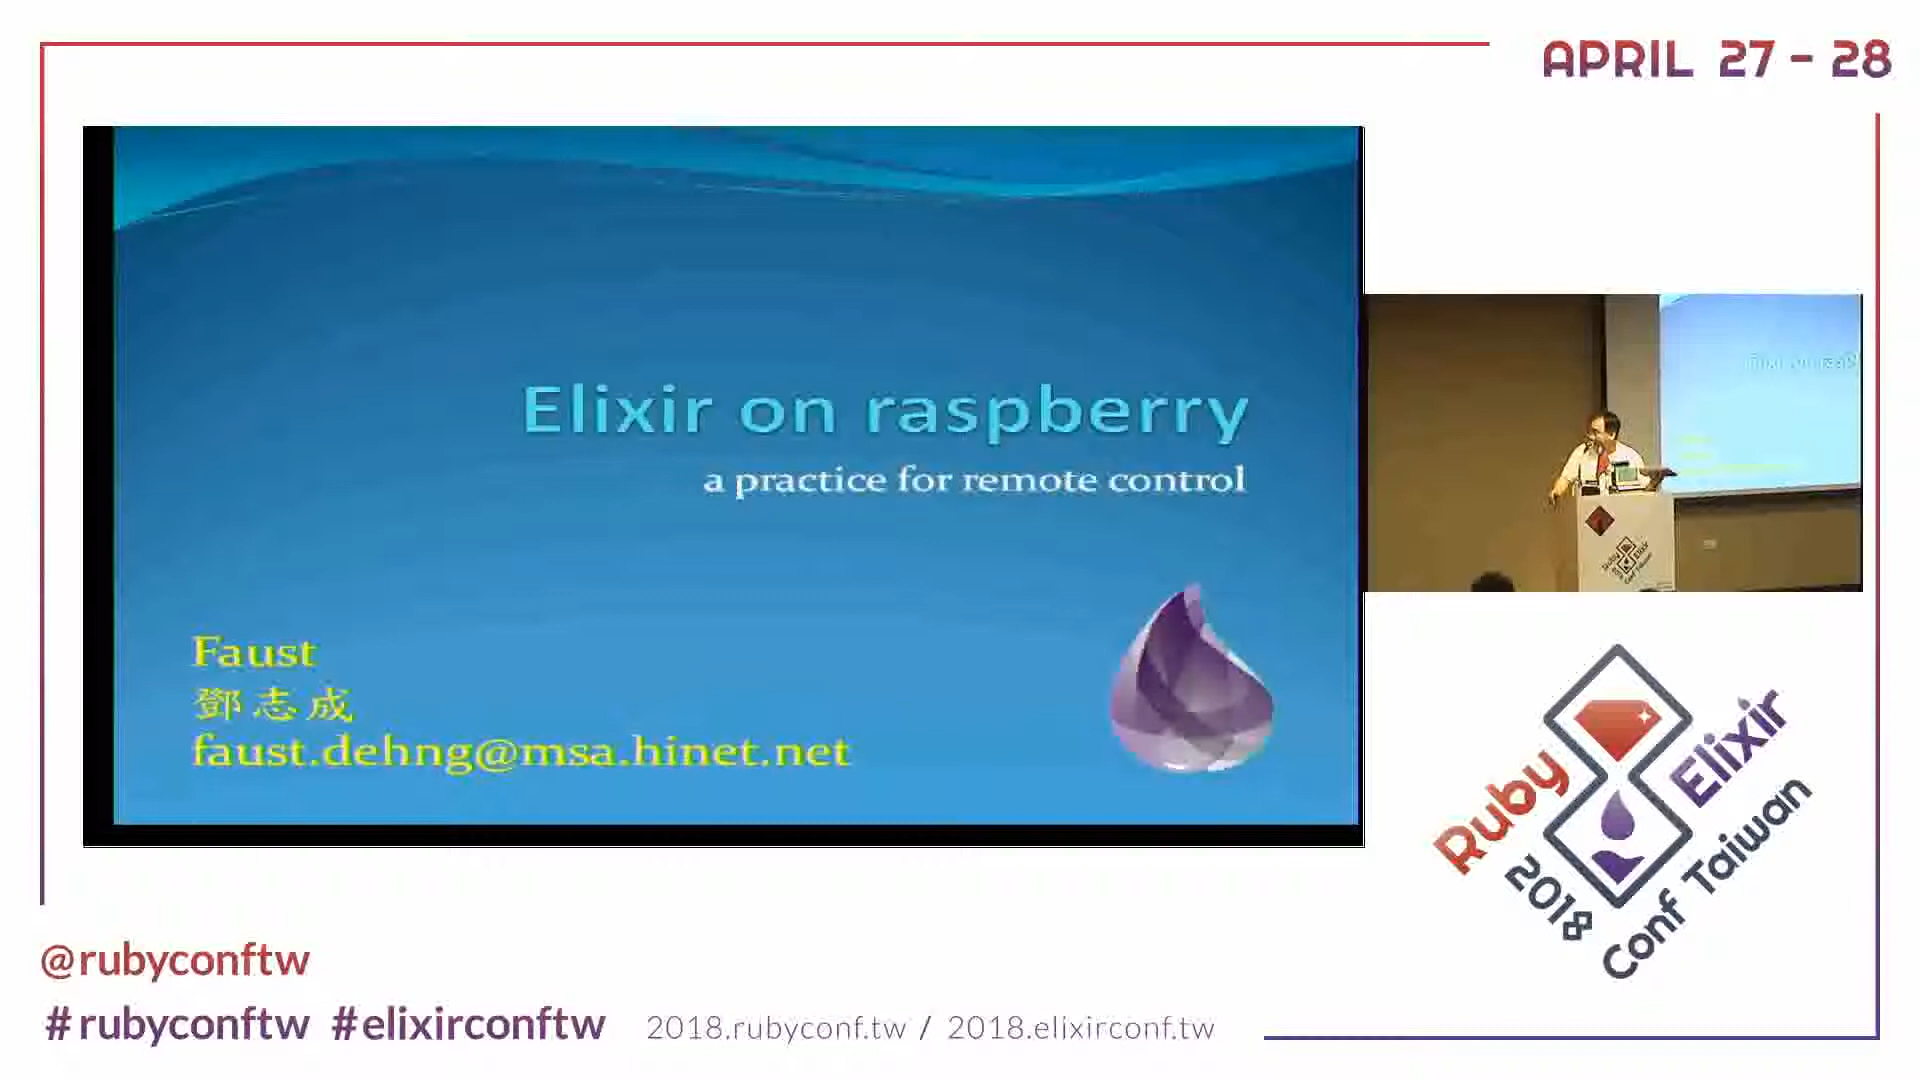 APRIL 27 - 28
Elixir on raspberry
a practice for remote control
Faust
鄧志成
faust.dehng@msa.hinet.net
Ruby Elixir
2018 Conf Taiwan
@rubyconftw
#rubyconftw #elixirconftw 2018.rubyconf.tw / 2018.elixirconf.tw